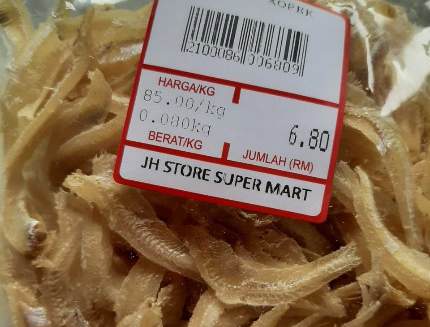 2100086006809
HARGA/KG
85.00/kg
0.080kg
BERAT/KG
6.80
JUMLAH (RM)
JH STORE SUPER MART